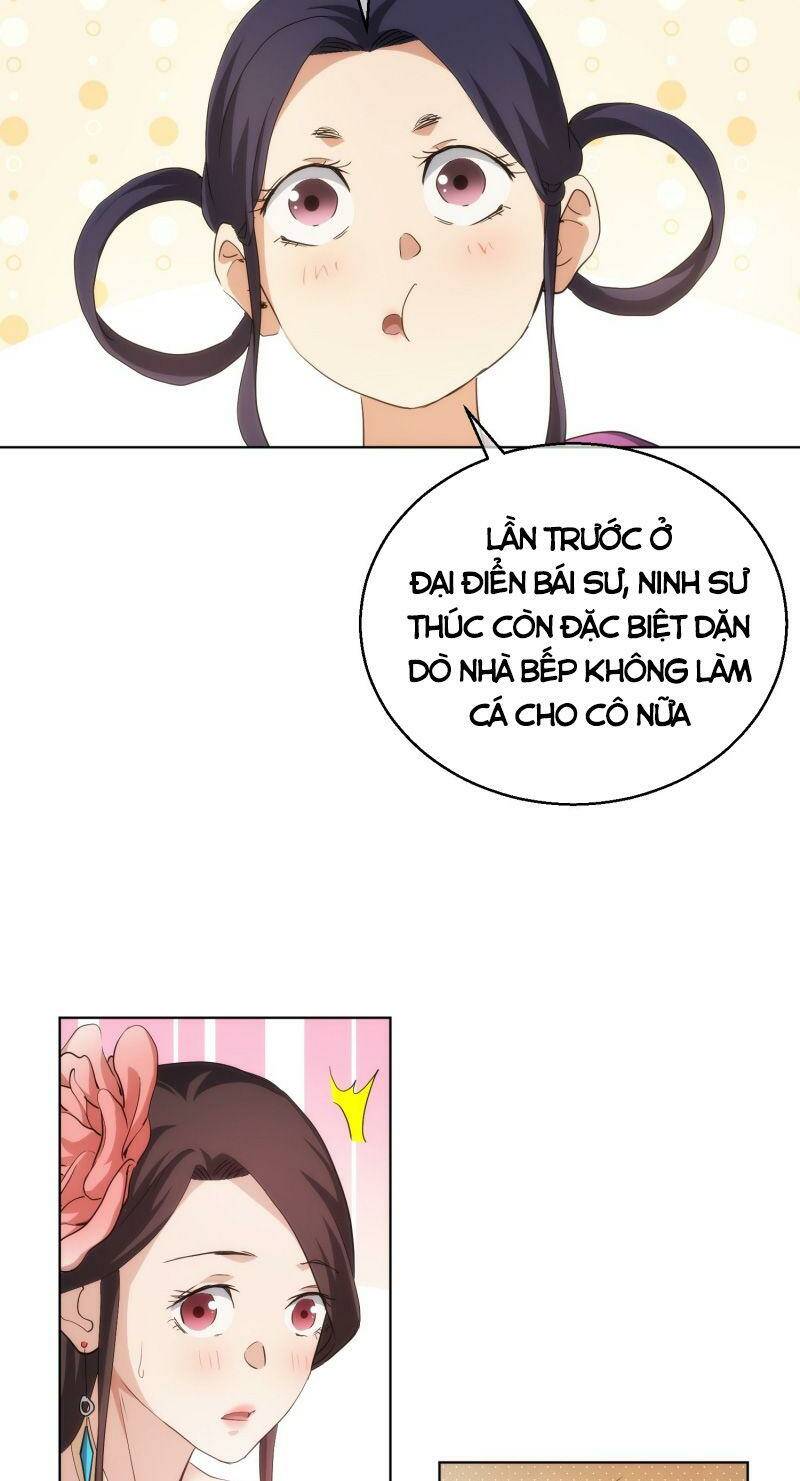 LẦN TRƯỚC Ở
ĐẠI ĐIỂN BÁI SƯ, NINH SƯ
THÚC CÒN ĐẶC BIỆT DẶN
DÒ NHÀ BẾP KHÔNG LÀM
CÁ CHO CÔ NỮA